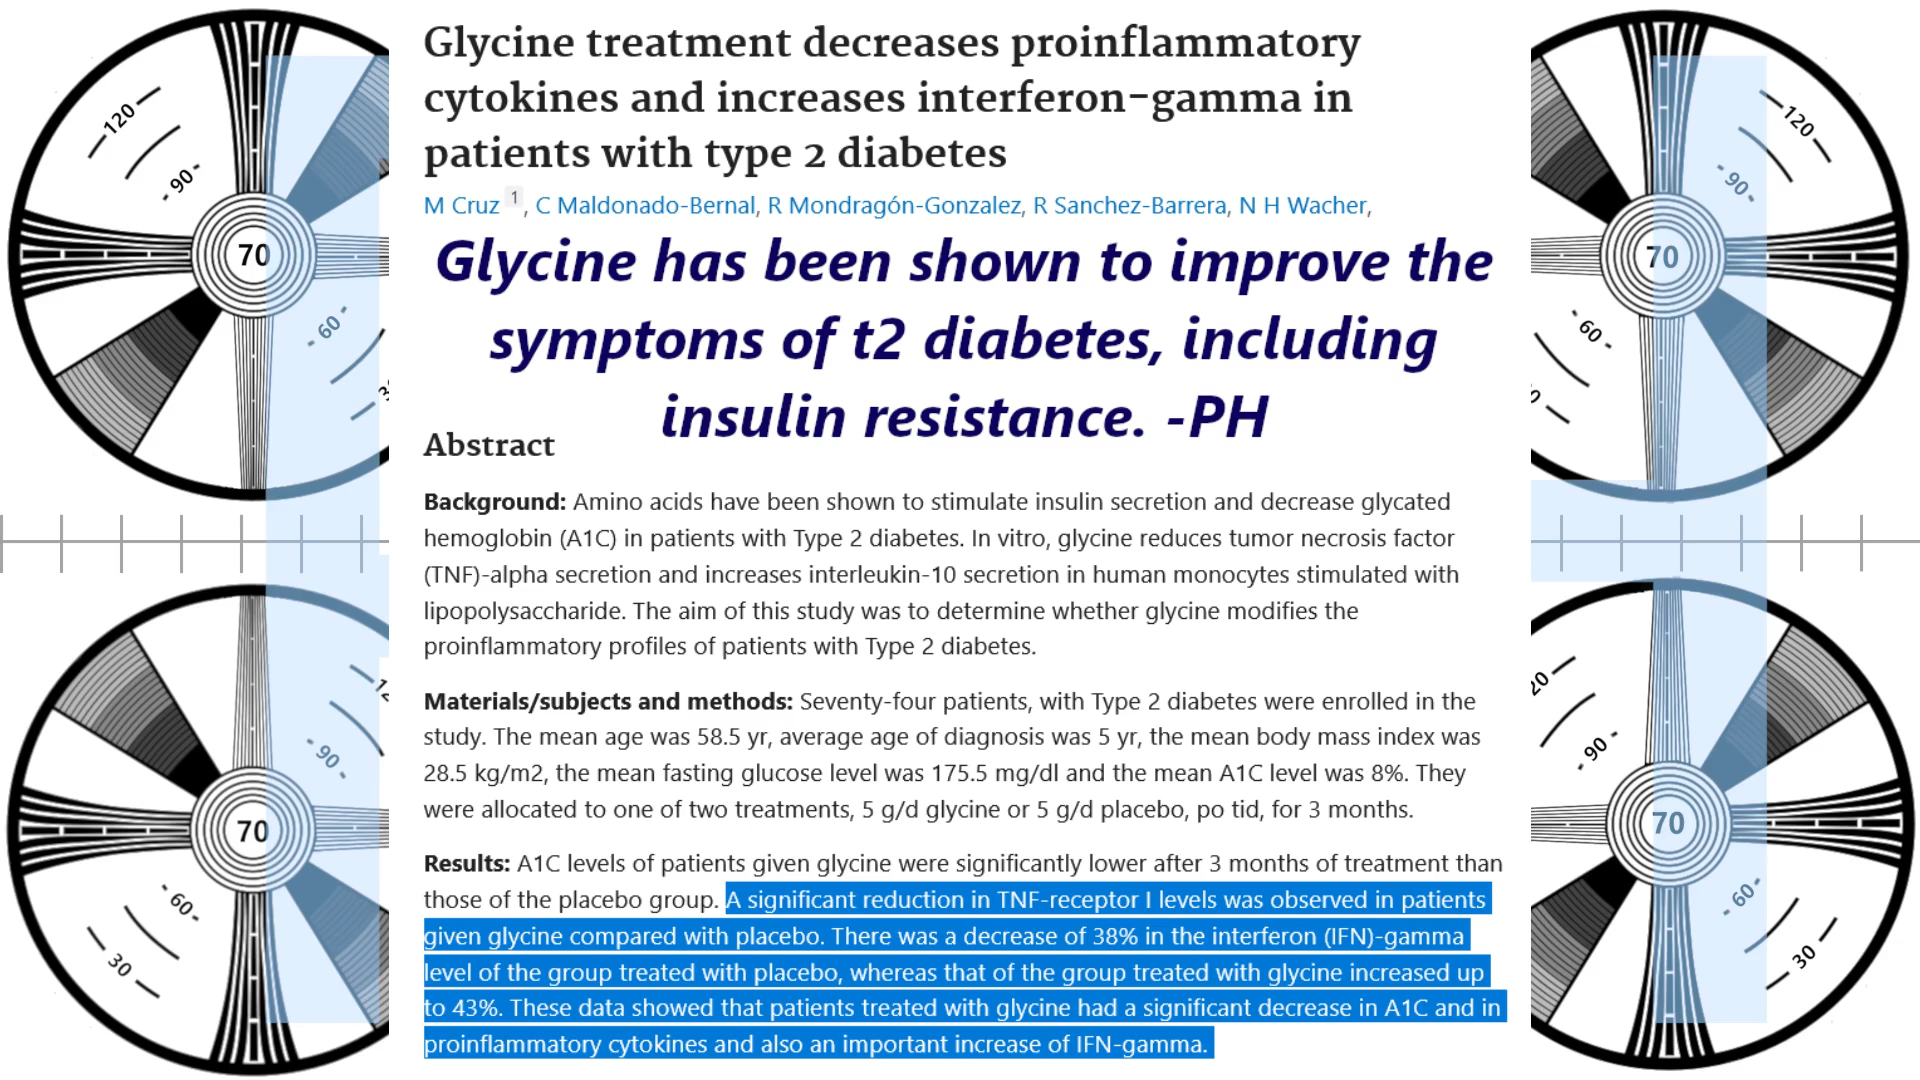 Glycine treatment decreases proinflammatory
cytokines and increases interferon-gamma in
patients with type 2 diabetes
M Cruz 1, C Maldonado-Bernal, R Mondragón-Gonzalez, R Sanchez-Barrera, N H Wacher,
Glycine has been shown to improve the
symptoms of t2 diabetes, including
insulin resistance. -PH
Abstract
Background: Amino acids have been shown to stimulate insulin secretion and decrease glycated
hemoglobin (A1C) in patients with Type 2 diabetes. In vitro, glycine reduces tumor necrosis factor
(TNF)-alpha secretion and increases interleukin-10 secretion in human monocytes stimulated with
lipopolysaccharide. The aim of this study was to determine whether glycine modifies the
proinflammatory profiles of patients with Type 2 diabetes.
Materials/subjects and methods: Seventy-four patients, with Type 2 diabetes were enrolled in the
study. The mean age was 58.5 yr, average age of diagnosis was 5 yr, the mean body mass index was
28.5 kg/m2, the mean fasting glucose level was 175.5 mg/dl and the mean A1C level was 8%. They
were allocated to one of two treatments, 5 g/d glycine or 5 g/d placebo, po tid, for 3 months.
Results: A1C levels of patients given glycine were significantly lower after 3 months of treatment than
those of the placebo group. A significant reduction in TNF-receptor I levels was observed in patients
given glycine compared with placebo. There was a decrease of 38% in the interferon (IFN)-gamma
level of the group treated with placebo, whereas that of the group treated with glycine increased up
to 43%. These data showed that patients treated with glycine had a significant decrease in A1C and in
proinflammatory cytokines and also an important increase of IFN-gamma.
120
- 90 -
70
- 60 -
120
- 90 -
70
- 60 -
- 90 -
70
- 60 -
30
- 90 -
70
- 60 -
30